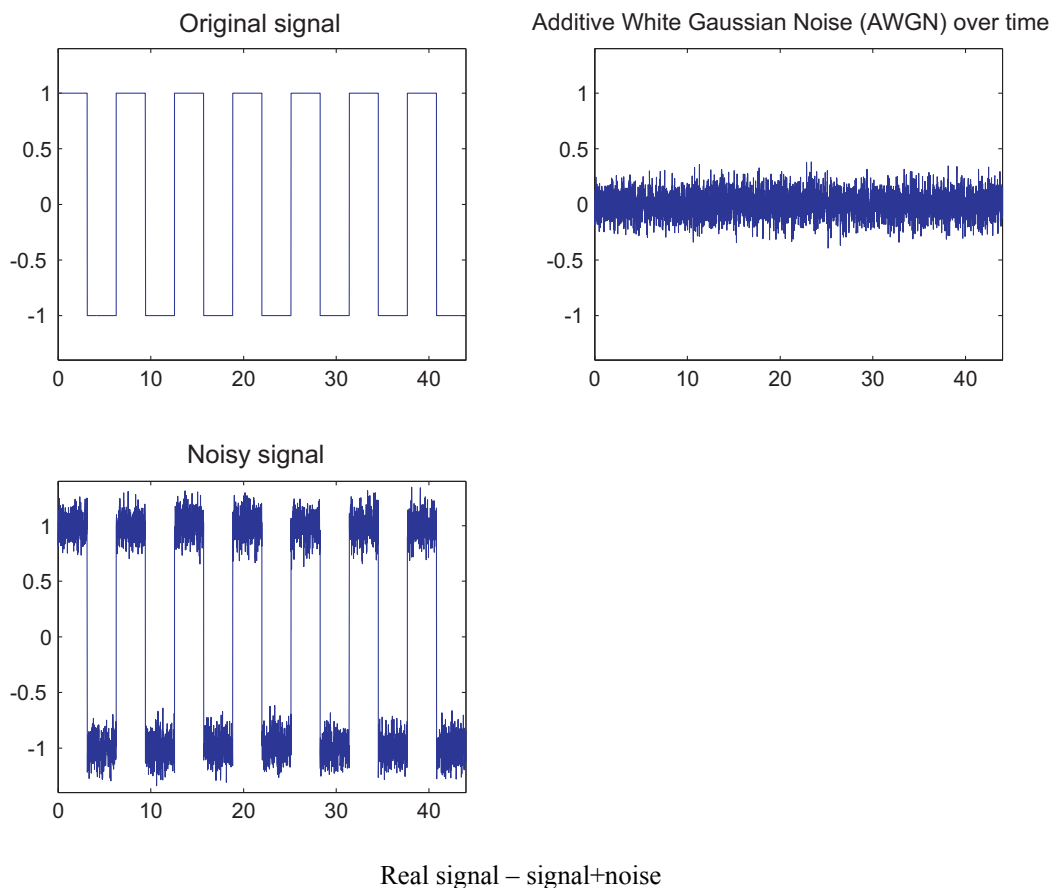 Original signal
1
0.5
0
-0.5
-1
0 10 20 30 40
Additive White Gaussian Noise (AWGN) over time
1
0.5
0
-0.5
-1
0 10 20 30 40
Noisy signal
1
0.5
0
-0.5
-1
0 10 20 30 40
Real signal – signal+noise